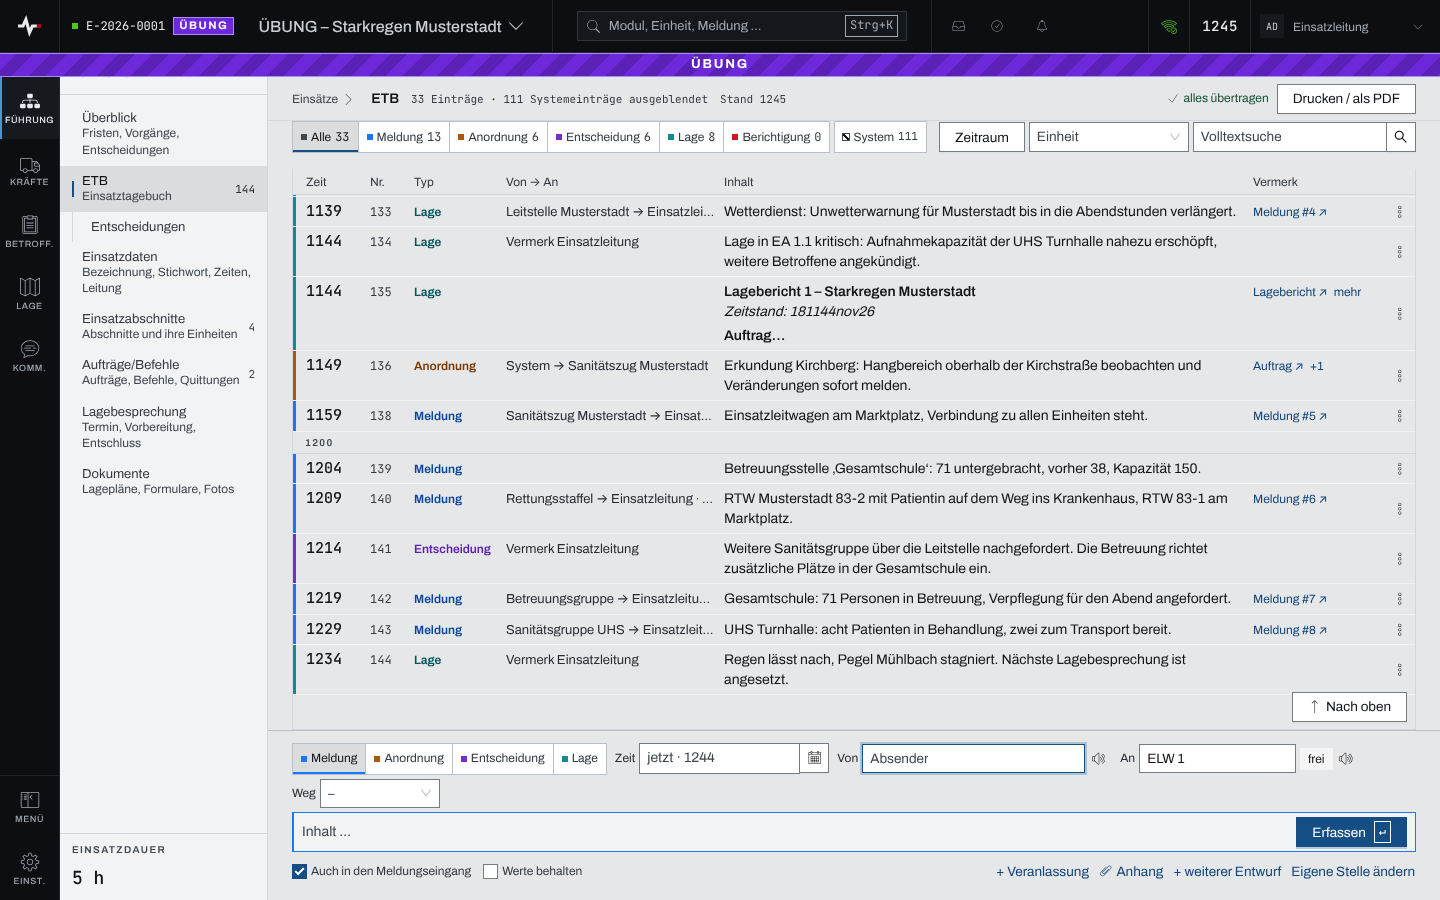 E-2026-0001 ÜBUNG ÜBUNG – Starkregen Musterstadt Modul, Einheit, Meldung ... Strg+K 1245 AD Einsatzleitung
ÜBUNG
FÜHRUNG
KRÄFTE
BETROFF.
LAGE
KOMM.
MENÜ
EINST.
Überblick
Fristen, Vorgänge,
Entscheidungen
ETB
Einsatztagebuch 144
Entscheidungen
Einsatzdaten
Bezeichnung, Stichwort, Zeiten,
Leitung
Einsatzabschnitte
Abschnitte und ihre Einheiten 4
Aufträge/Befehle
Aufträge, Befehle, Quittungen 2
Lagebesprechung
Termin, Vorbereitung,
Entschluss
Dokumente
Lagepläne, Formulare, Fotos
EINSATZDAUER
5 h
Einsätze ETB 33 Einträge · 111 Systemeinträge ausgeblendet Stand 1245 alles übertragen Drucken / als PDF
Alle 33 Meldung 13 Anordnung 6 Entscheidung 6 Lage 8 Berichtigung 0 System 111 Zeitraum Einheit Volltextsuche
Zeit Nr. Typ Von → An Inhalt Vermerk
1139 133 Lage Leitstelle Musterstadt → Einsatzlei... Wetterdienst: Unwetterwarnung für Musterstadt bis in die Abendstunden verlängert. Meldung #4 ↗
1144 134 Lage Vermerk Einsatzleitung Lage in EA 1.1 kritisch: Aufnahmekapazität der UHS Turnhalle nahezu erschöpft,
weitere Betroffene angekündigt.
1144 135 Lage Lagebericht 1 – Starkregen Musterstadt Lagebericht ↗ mehr
Zeitstand: 181144nov26
Auftrag...
1149 136 Anordnung System → Sanitätszug Musterstadt Erkundung Kirchberg: Hangbereich oberhalb der Kirchstraße beobachten und Auftrag ↗ +1
Veränderungen sofort melden.
1159 138 Meldung Sanitätszug Musterstadt → Einsat... Einsatzleitwagen am Marktplatz, Verbindung zu allen Einheiten steht. Meldung #5 ↗
1200
1204 139 Meldung Betreuungsstelle ‚Gesamtschule‘: 71 untergebracht, vorher 38, Kapazität 150.
1209 140 Meldung Rettungsstaffel → Einsatzleitung · ... RTW Musterstadt 83-2 mit Patientin auf dem Weg ins Krankenhaus, RTW 83-1 am Meldung #6 ↗
Marktplatz.
1214 141 Entscheidung Vermerk Einsatzleitung Weitere Sanitätsgruppe über die Leitstelle nachgefordert. Die Betreuung richtet
zusätzliche Plätze in der Gesamtschule ein.
1219 142 Meldung Betreuungsgruppe → Einsatzleitu... Gesamtschule: 71 Personen in Betreuung, Verpflegung für den Abend angefordert. Meldung #7 ↗
1229 143 Meldung Sanitätsgruppe UHS → Einsatzleit... UHS Turnhalle: acht Patienten in Behandlung, zwei zum Transport bereit. Meldung #8 ↗
1234 144 Lage Vermerk Einsatzleitung Regen lässt nach, Pegel Mühlbach stagniert. Nächste Lagebesprechung ist
angesetzt.
↑ Nach oben
Meldung Anordnung Entscheidung Lage Zeit jetzt · 1244 Von Absender An ELW 1 frei
Weg –
Inhalt ... Erfassen ↵
Auch in den Meldungseingang Werte behalten + Veranlassung Anhang + weiterer Entwurf Eigene Stelle ändern